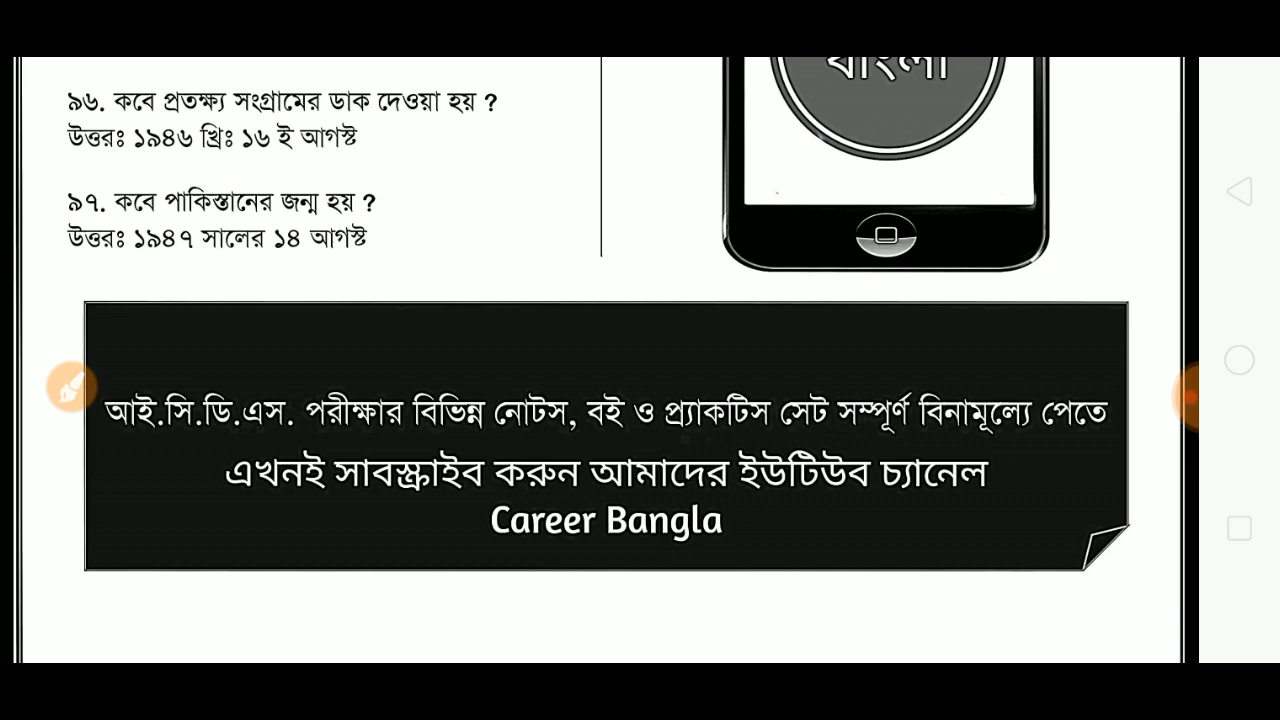 ৯৬. কবে প্রতক্ষ্য সংগ্রামের ডাক দেওয়া হয় ?
উত্তরঃ ১৯৪৬ খ্রিঃ ১৬ ই আগস্ট
৯৭. কবে পাকিস্তানের জন্ম হয় ?
উত্তরঃ ১৯৪৭ সালের ১৪ আগস্ট
বাংলা
আই.সি.ডি.এস. পরীক্ষার বিভিন্ন নোটস, বই ও প্র্যাকটিস সেট সম্পূর্ণ বিনামূল্যে পেতে
এখনই সাবস্ক্রাইব করুন আমাদের ইউটিউব চ্যানেল
Career Bangla